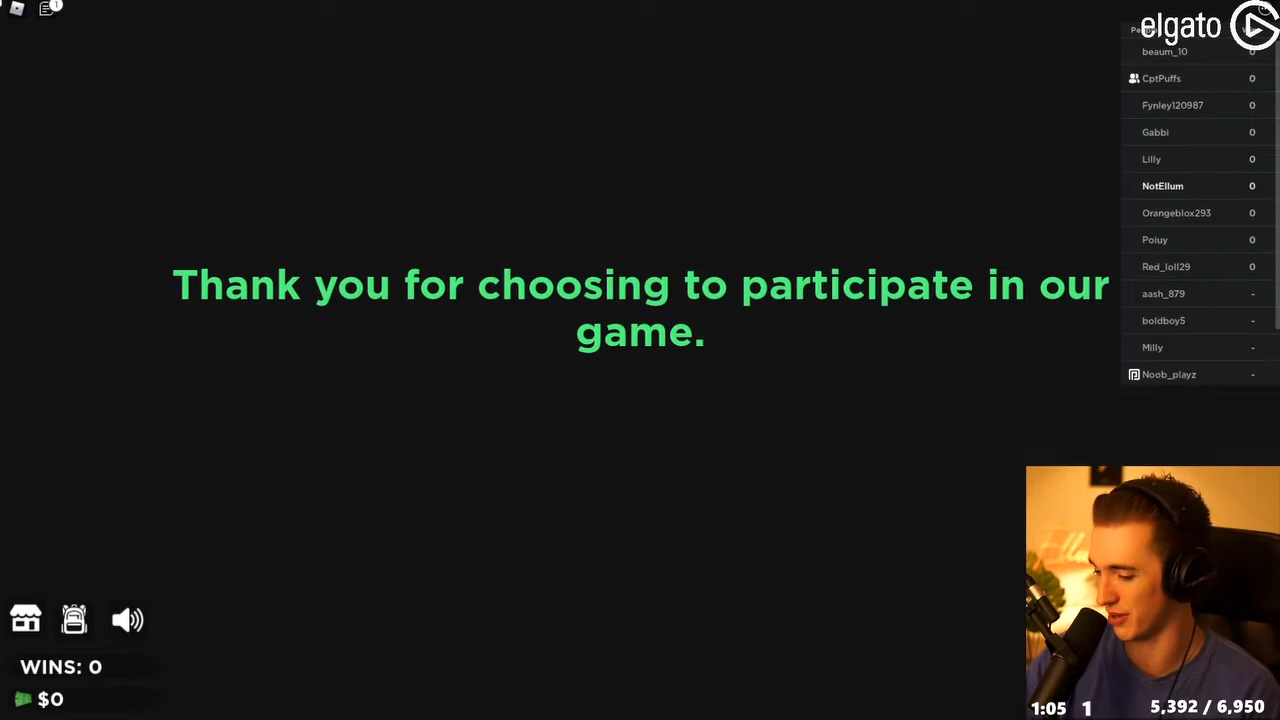 1
elgato
beaum_10 0
CptPuffs 0
Fynley120987 0
Gabbi 0
Lilly 0
NotEllum 0
Orangeblox293 0
Poiuy 0
Red_loll29 0
aash_879 -
boldboy5 -
Milly -
Noob_playz -
Thank you for choosing to participate in our
game.
WINS: 0
$0
1:05 1 5,392 / 6,950